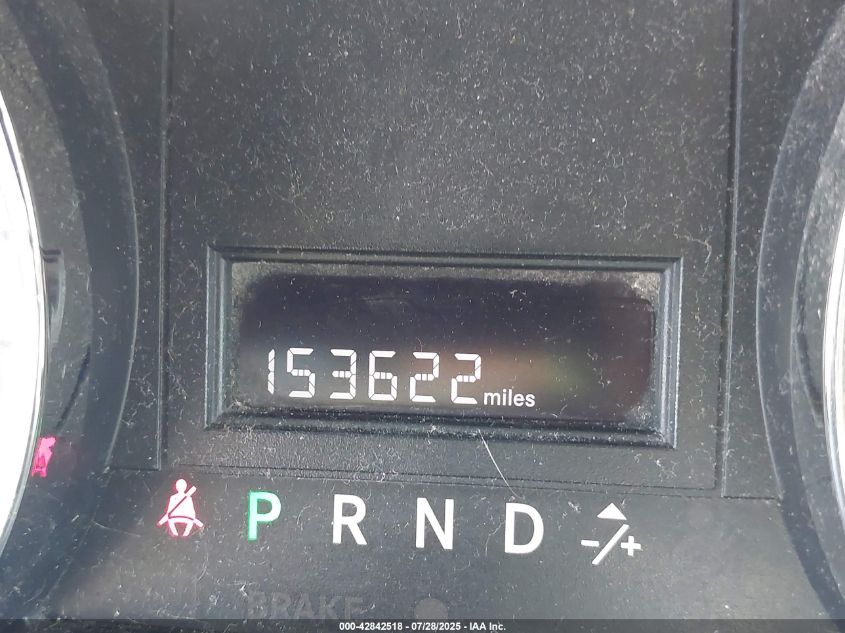 153622 miles
P R N D -/+
BRAKE
000-42842518 - 07/28/2025 - IAA Inc.